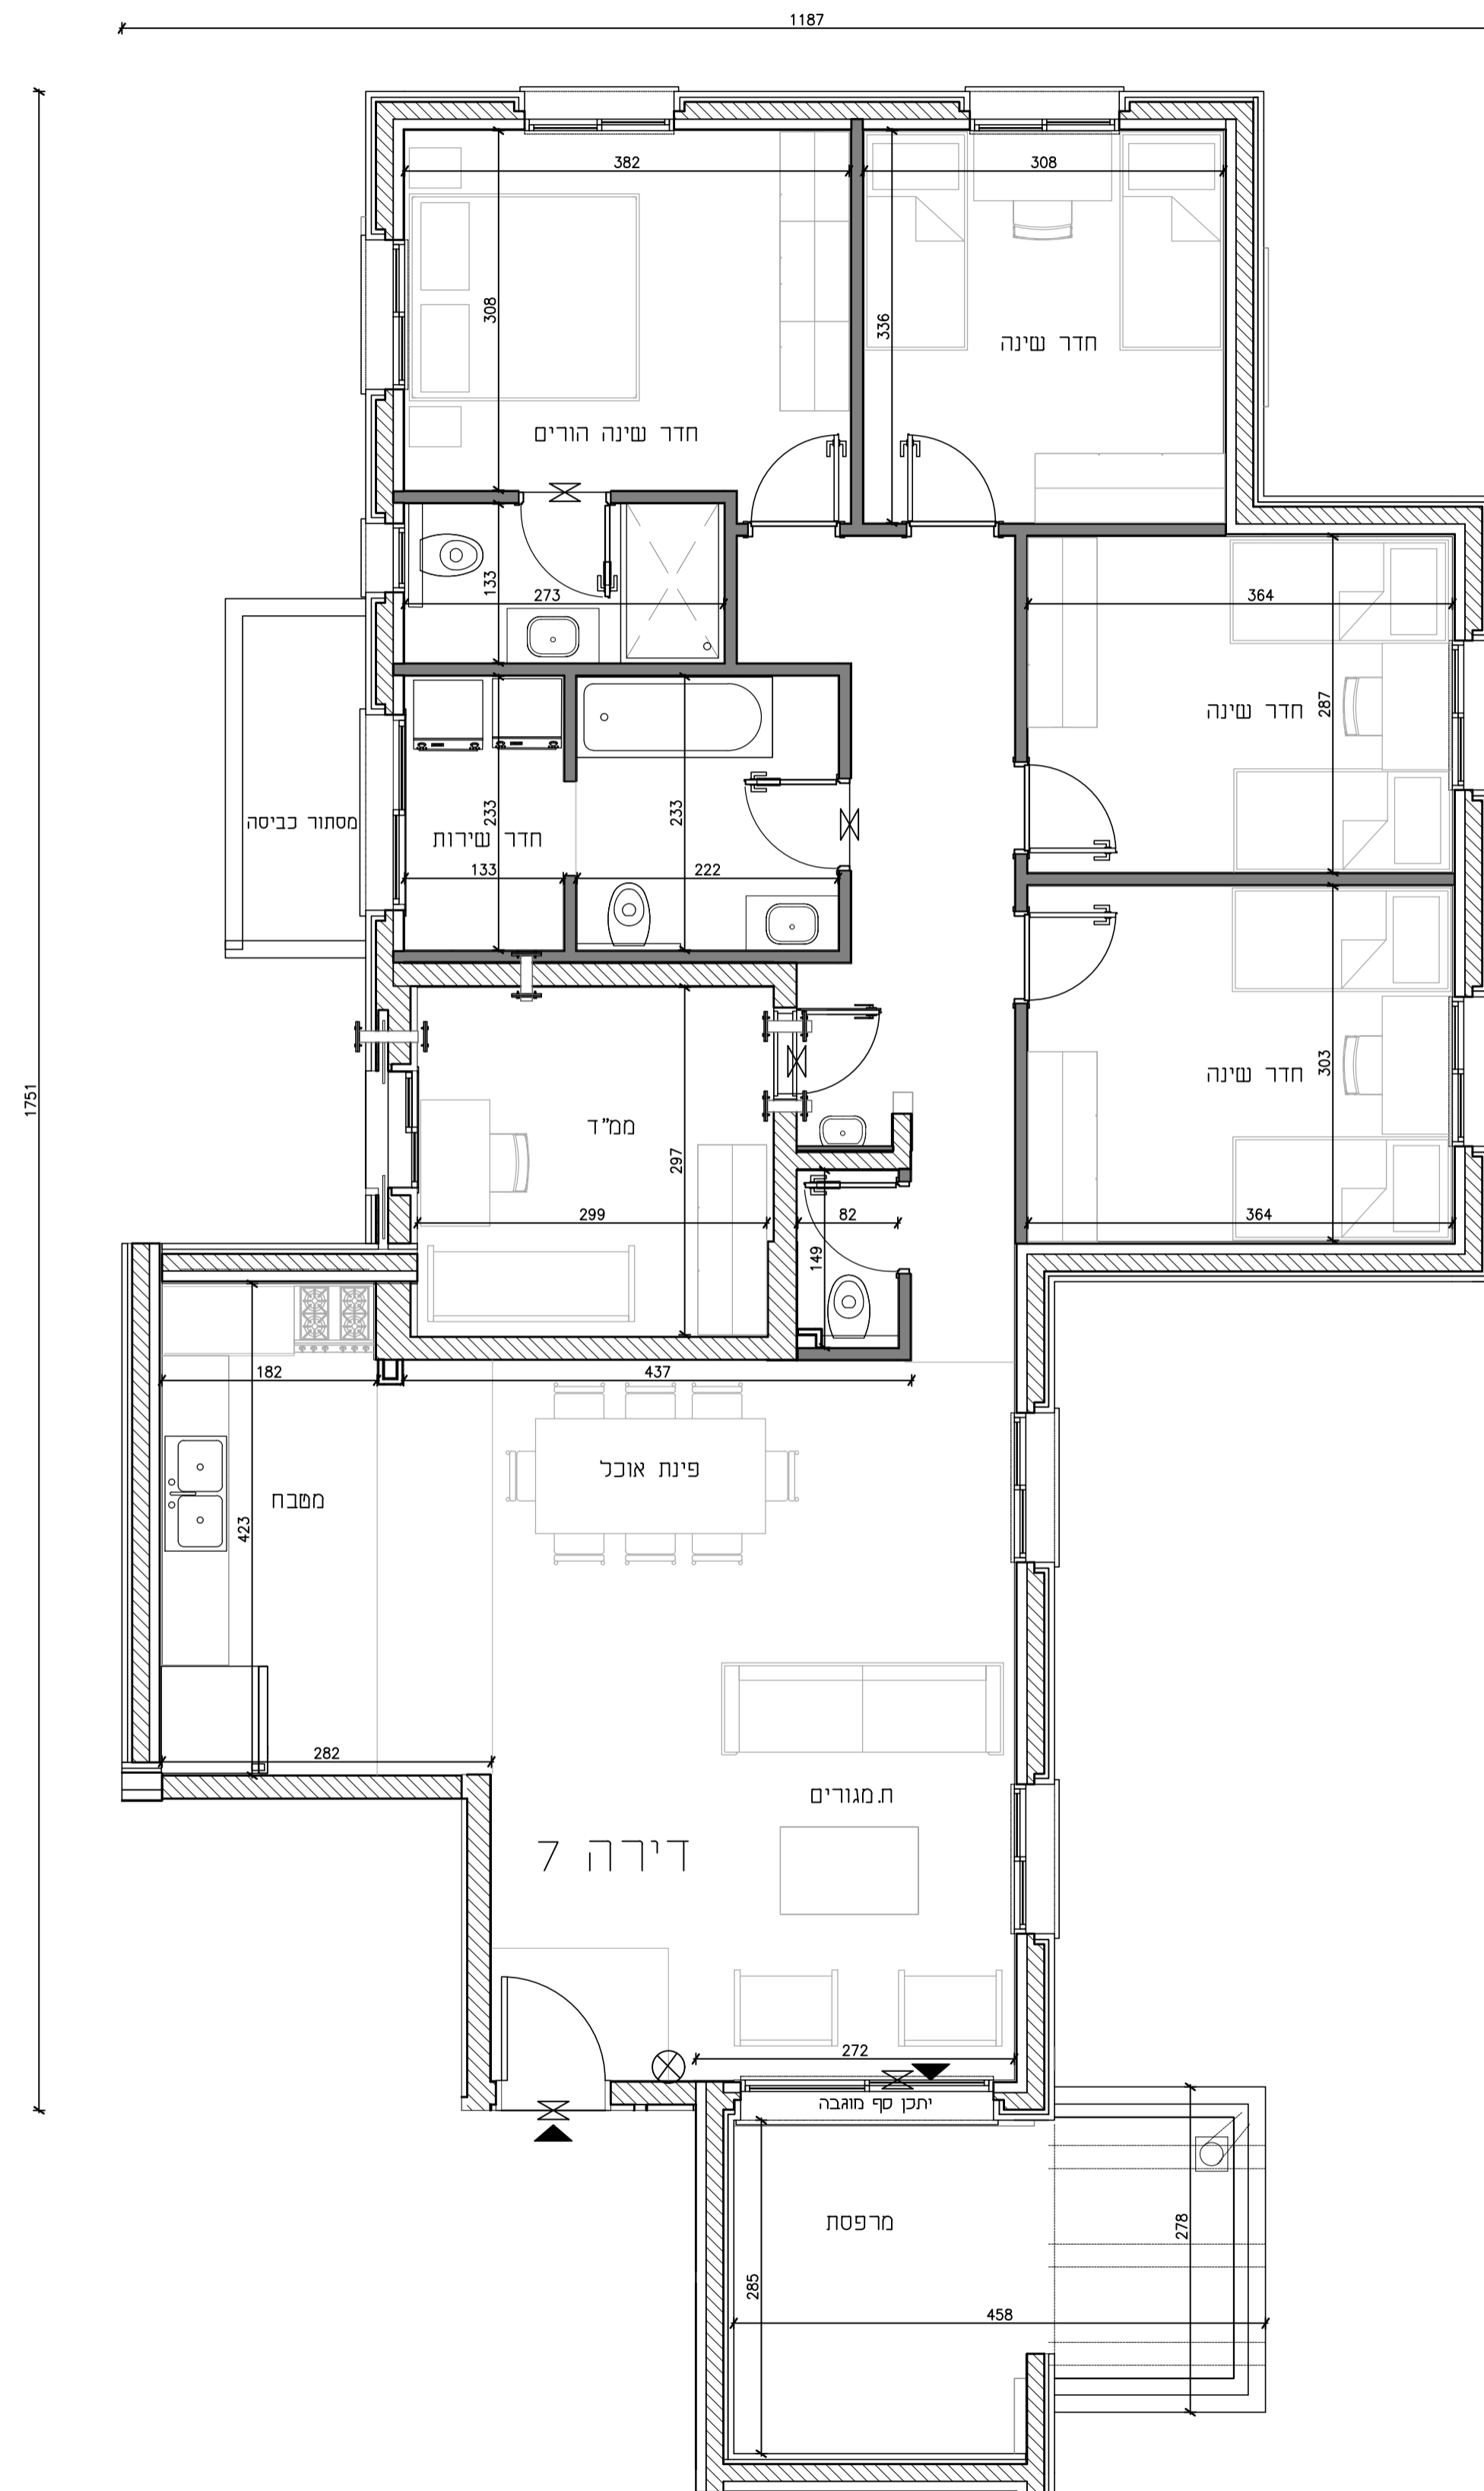 1187
382
308
308
336
חדר שינה
חדר שינה הורים
133
273
364
חדר שינה
287
מסתור כביסה
233
חדר שירות
233
133
222
חדר שינה
303
1751
ממ"ד
297
299
82
364
149
182
437
פינת אוכל
מטבח
423
282
ח.מגורים
דירה 7
272
יתכן סף מוגבה
מרפסת
278
285
458